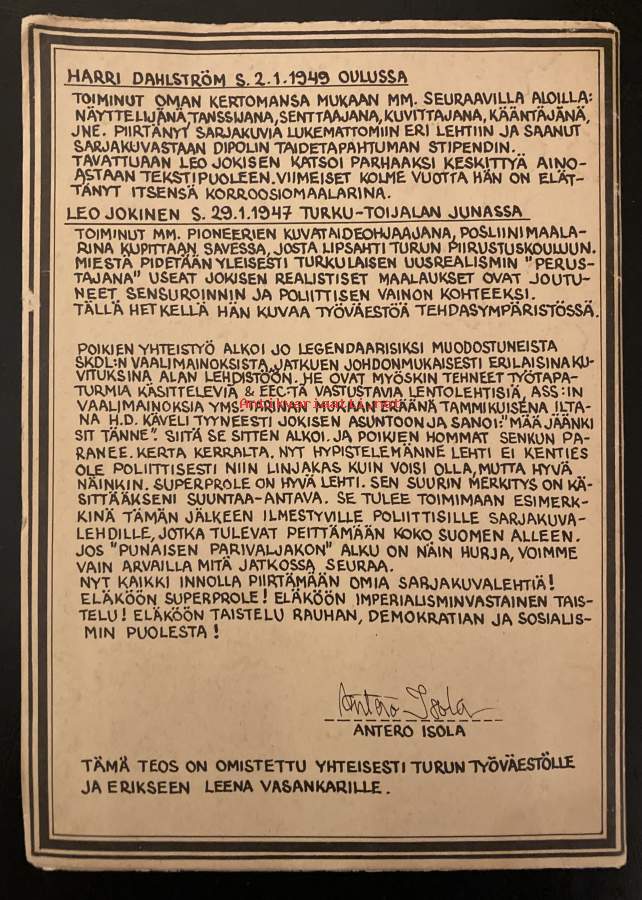 HARRI DAHLSTRÖM S. 2.1.1949 OULUSSA
TOIMINUT OMAN KERTOMANSA MUKAAN MM. SEURAAVILLA ALOILLA:
NÄYTTELIJÄNÄ, TANSSIJANA, SENTTAAJANA, KUVITTAJANA, KÄÄNTÄJÄNÄ,
JNE. PIIRTÄNYT SARJAKUVIA LUKEMATTOMIIN ERI LEHTIIN JA SAANUT
SARJAKUVASTAAN DIPOLIN TAIDETAPAHTUMAN STIPENDIN.
TAVATTUAAN LEO JOKISEN KATSOI PARHAAKSI KESKITTYÄ AINO-
ASTAAN TEKSTIPUOLEEN. VIIMEISET KOLME VUOTTA HÄN ON ELÄT-
TÄNYT ITSENSÄ KORROOSIOMAALARINA.
LEO JOKINEN S. 29.1.1947 TURKU-TOIJALAN JUNASSA
TOIMINUT MM. PIONEERIEN KUVATAIDEOHJAAJANA, POSLIINIMAALA-
RINA KUPITTAAN SAVESSA, JOSTA LIPSAHTI TURUN PIIRUSTUSKOULUUN.
MIESTÄ PIDETÄÄN YLEISESTI TURKULAISEN UUSREALISMIN "PERUS-
TAJANA" USEAT JOKISEN REALISTISET MAALAUKSET OVAT JOUTU-
NEET SENSUROINNIN JA POLIITTISEN VAINON KOHTEEKSI.
TÄLLÄ HETKELLÄ HÄN KUVAA TYÖVÄESTÖÄ TEHDASYMPÄRISTÖSSÄ.
POIKIEN YHTEISTYÖ ALKOI JO LEGENDAARISIKSI MUODOSTUNEISTA
SKDL:N VAALIMAINOKSISTA, JATKUEN JOHDONMUKAISESTI ERILAISINA KU-
VITUKSINA ALAN LEHDISTÖÖN. HE OVAT MYÖSKIN TEHNEET TYÖTAPA-
TURMIA KÄSITTELEVIÄ & EEC:TÄ VASTUSTAVIA LENTOLEHTISIÄ, ASS:IN
VAALIMAINOKSIA YMS. TARINAN MUKAAN ERÄÄNÄ TAMMIKUISENA ILTA-
NA H.D. KÄVELI TYYNEESTI JOKISEN ASUNTOON JA SANOI: "MÄÄ JÄÄNKI
SIT TÄNNE". SIITÄ SE SITTEN ALKOI. JA POIKIEN HOMMAT SENKUN PA-
RANEE. KERTA KERRALTA. NYT HYPISTELEMÄNNE LEHTI EI KENTIES
OLE POLIITTISESTI NIIN LINJAKAS KUIN VOISI OLLA, MUTTA HYVÄ
NÄINKIN. SUPERPROLE ON HYVÄ LEHTI. SEN SUURIN MERKITYS ON KÄ-
SITTÄÄKSENI SUUNTAA-ANTAVA. SE TULEE TOIMIMAAN ESIMERK-
KINÄ TÄMÄN JÄLKEEN ILMESTYVILLE POLIITTISILLE SARJAKUVA-
LEHDILLE, JOTKA TULEVAT PEITTÄMÄÄN KOKO SUOMEN ALLEEN.
JOS "PUNAISEN PARIVALJAKON" ALKU ON NÄIN HURJA, VOIMME
VAIN ARVAILLA MITÄ JATKOSSA SEURAA.
NYT KAIKKI INNOLLA PIIRTÄMÄÄN OMIA SARJAKUVALEHTIÄ!
ELÄKÖÖN SUPERPROLE! ELÄKÖÖN IMPERIALISMINVASTAINEN TAIS-
TELU! ELÄKÖÖN TAISTELU RAUHAN, DEMOKRATIAN JA SOSIALIS-
MIN PUOLESTA!
Antero Isola
ANTERO ISOLA
TÄMÄ TEOS ON OMISTETTU YHTEISESTI TURUN TYÖVÄESTÖLLE
JA ERIKSEEN LEENA VASANKARILLE.